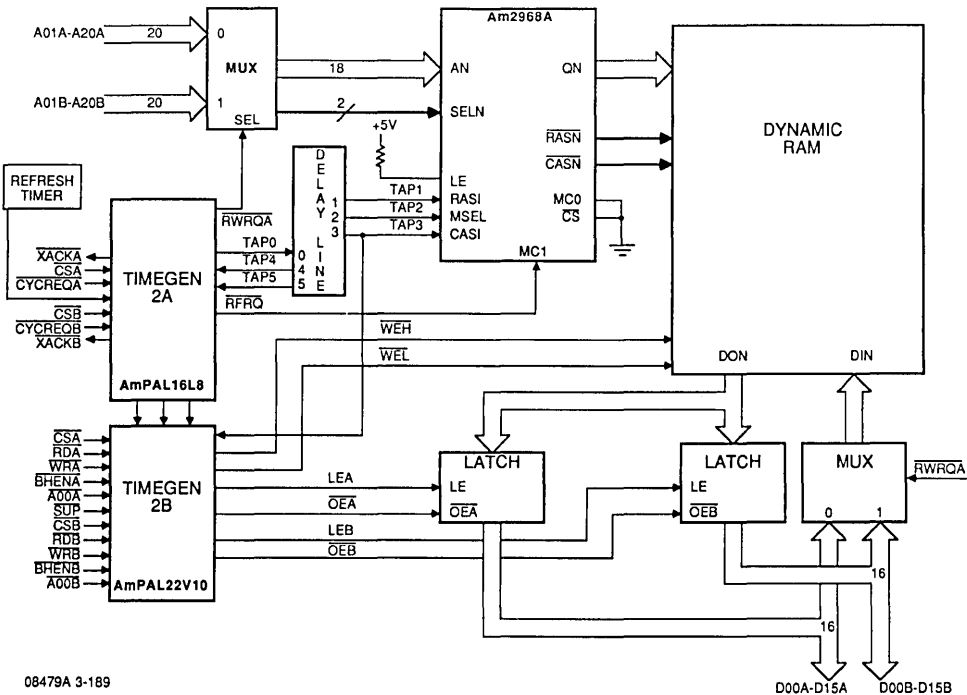 Am2968A
A01A-A20A
20
0
MUX
1
SEL
A01B-A20B
20
18
2
AN
SELN
+5V
LE
RASI
MSEL
CASI
QN
RASN
CASN
MC0
CS
MC1
DYNAMIC
RAM
DON
DIN
REFRESH
TIMER
DELAY LINE
1
2
3
0
4
5
TAP1
TAP2
TAP3
RWRQA
TAP0
TAP4
TAP5
RFRQ
XACKA
CSA
CYCREQA
CSB
CYCREQB
XACKB
TIMEGEN
2A
AmPAL16L8
WEH
WEL
CSA
RDA
WRA
BHENA
A00A
SUP
CSB
RDB
WRB
BHENB
A00B
TIMEGEN
2B
AmPAL22V10
LEA
OEA
LEB
OEB
LATCH
LE
OEA
LATCH
LE
OEB
MUX
0
1
RWRQA
16
16
08479A 3-189
D00A-D15A
D00B-D15B